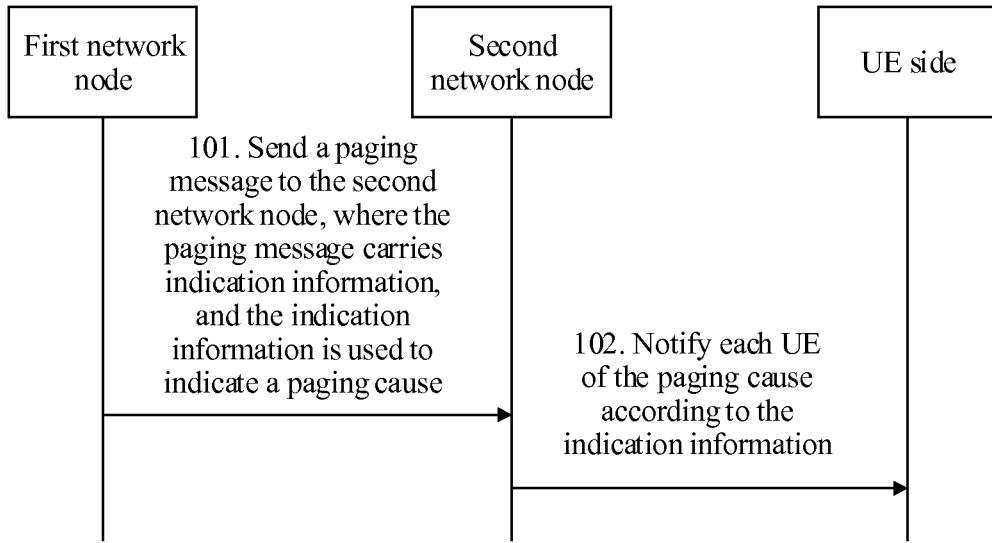 First network
node
Second
network node
UE side
101. Send a paging
message to the second
network node, where the
paging message carries
indication information,
and the indication
information is used to
indicate a paging cause
102. Notify each UE
of the paging cause
according to the
indication information